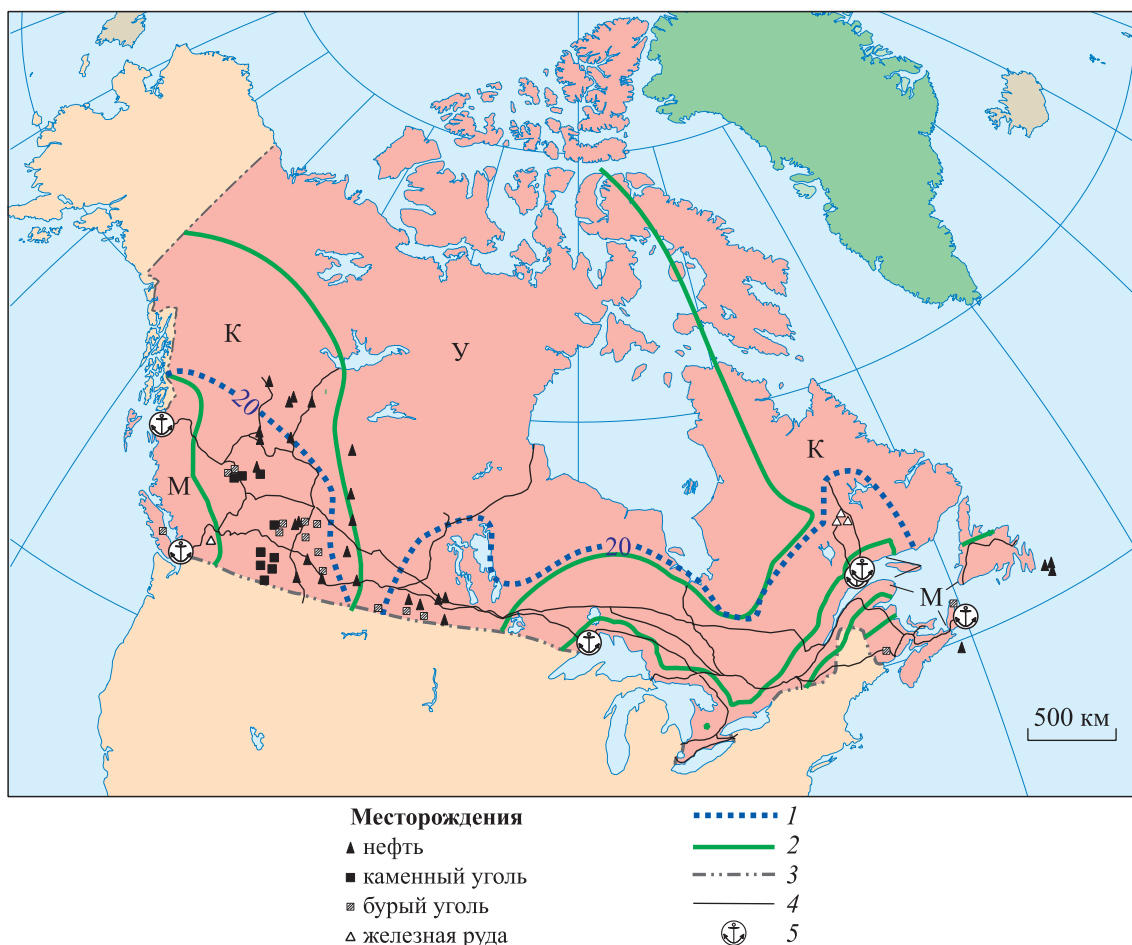 К
У
20
К
М
20
М
500 км
Месторождения
нефть
каменный уголь
бурый уголь
железная руда
1
2
3
4
5